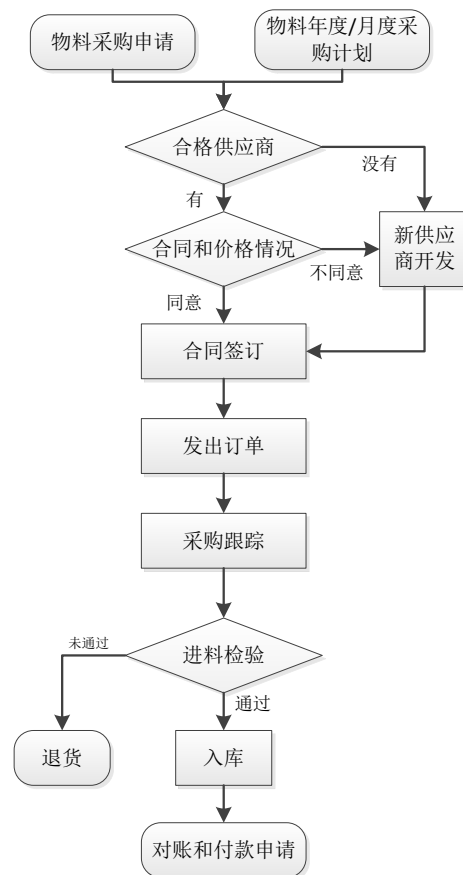 物料采购申请
物料年度/月度采
购计划
合格供应商
没有
有
合同和价格情况
不同意
新供应
商开发
同意
合同签订
发出订单
采购跟踪
未通过
进料检验
通过
退货
入库
对账和付款申请